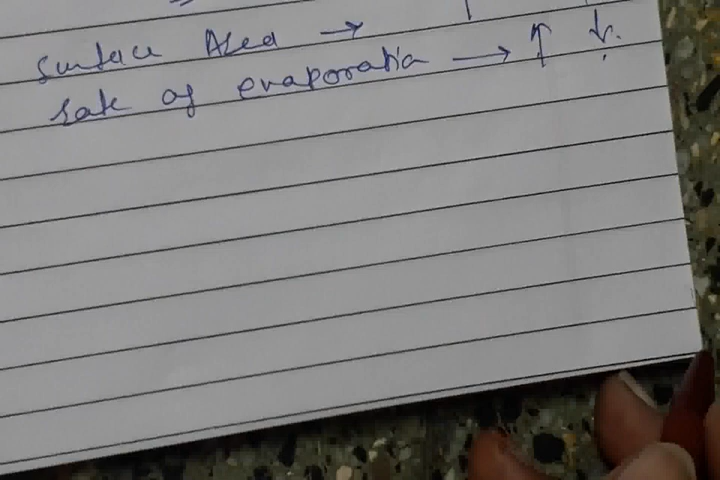 Surface Area →
rate of evaporation → ↑ ↓